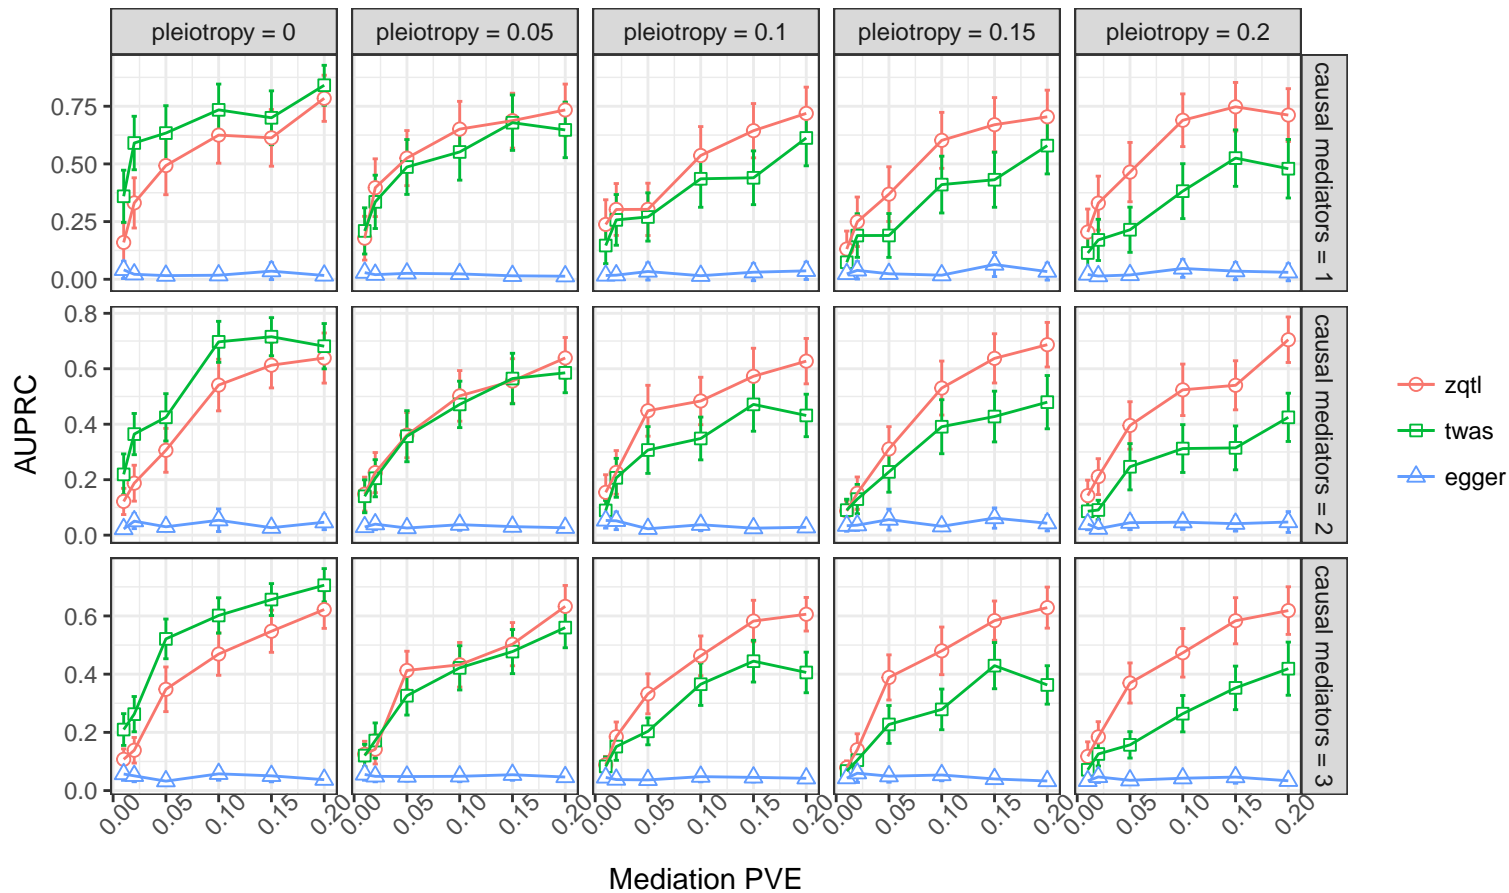 pleiotropy = 0
pleiotropy = 0.05
pleiotropy = 0.1
pleiotropy = 0.15
pleiotropy = 0.2
0.75
0.50
0.25
0.00
causal mediators = 1
0.8
0.6
0.4
0.2
0.0
causal mediators = 2
0.6
0.4
0.2
0.0
causal mediators = 3
AUPRC
0.00 0.05 0.10 0.15 0.20
0.00 0.05 0.10 0.15 0.20
0.00 0.05 0.10 0.15 0.20
0.00 0.05 0.10 0.15 0.20
0.00 0.05 0.10 0.15 0.20
Mediation PVE
zqtl
twas
egger